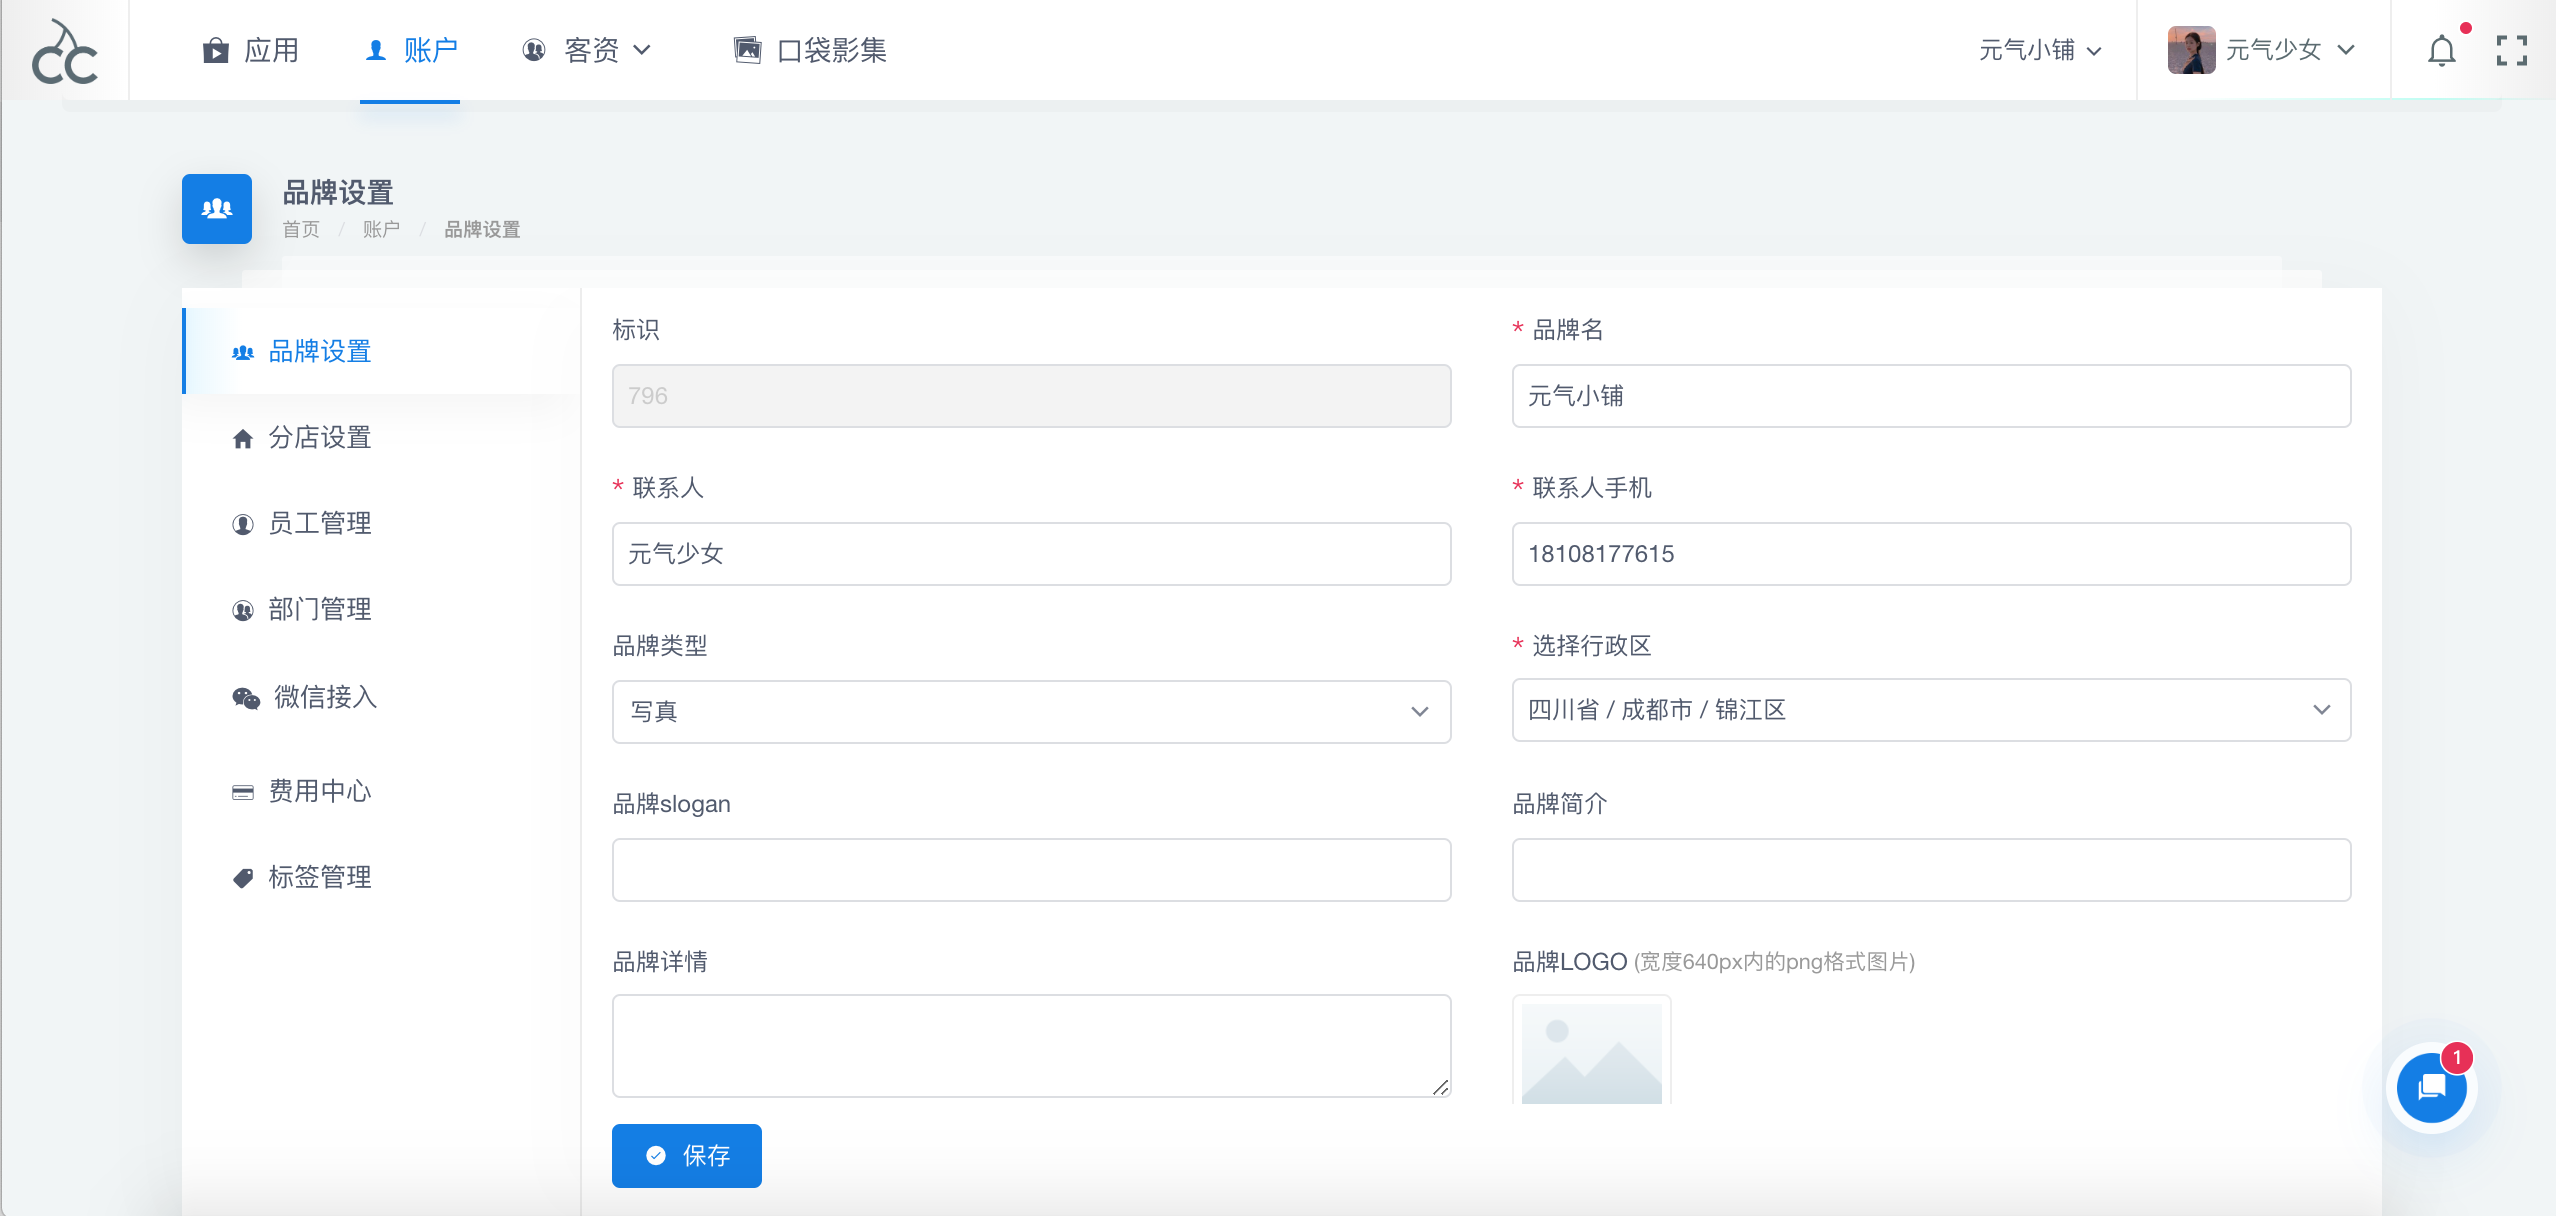 CC
应用
账户
客资
口袋影集
元气小铺
元气少女
品牌设置
首页 / 账户 / 品牌设置
品牌设置
分店设置
员工管理
部门管理
微信接入
费用中心
标签管理
标识
796
* 品牌名
元气小铺
* 联系人
元气少女
* 联系人手机
18108177615
品牌类型
写真
* 选择行政区
四川省 / 成都市 / 锦江区
品牌slogan
品牌简介
品牌详情
品牌LOGO (宽度640px内的png格式图片)
1
保存